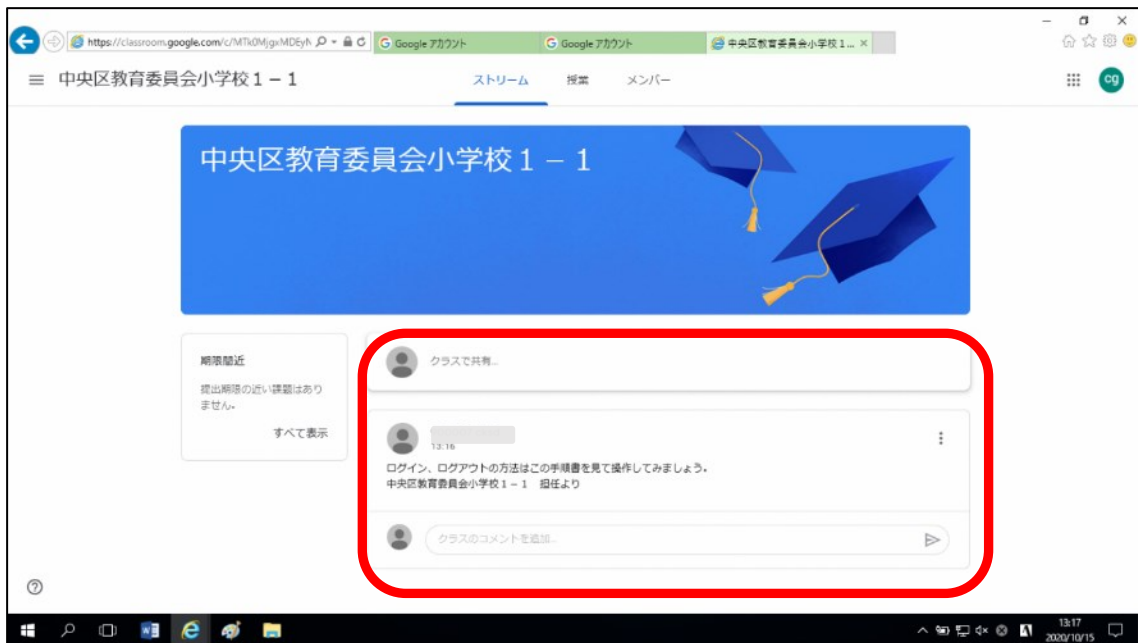 https://classroom.google.com/c/MTk0MjgxMDEyN
Google アカウント
Google アカウント
中央区教育委員会小学校１...
中央区教育委員会小学校１－１
ストリーム
授業
メンバー
cg
中央区教育委員会小学校１－１
期限間近
提出期限の近い課題はあり
ません。
すべて表示
クラスで共有...
13:16
ログイン、ログアウトの方法はこの手順書を見て操作してみましょう。
中央区教育委員会小学校１－１　担任より
クラスのコメントを追加...
A
13:17
2020/10/15